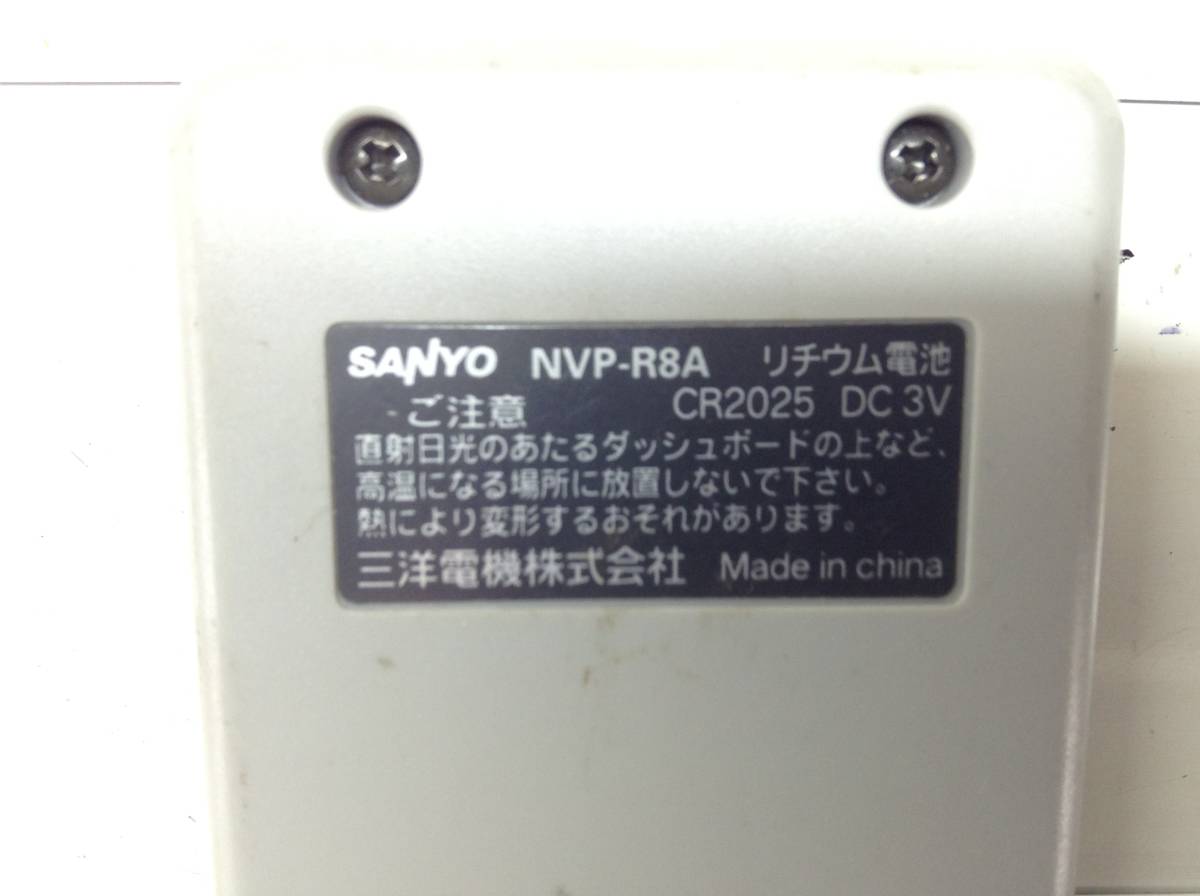 SANYO NVP-R8A リチウム電池
ご注意 CR2025 DC 3V
直射日光のあたるダッシュボードの上など、
高温になる場所に放置しないで下さい。
熱により変形するおそれがあります。
三洋電機株式会社 Made in china